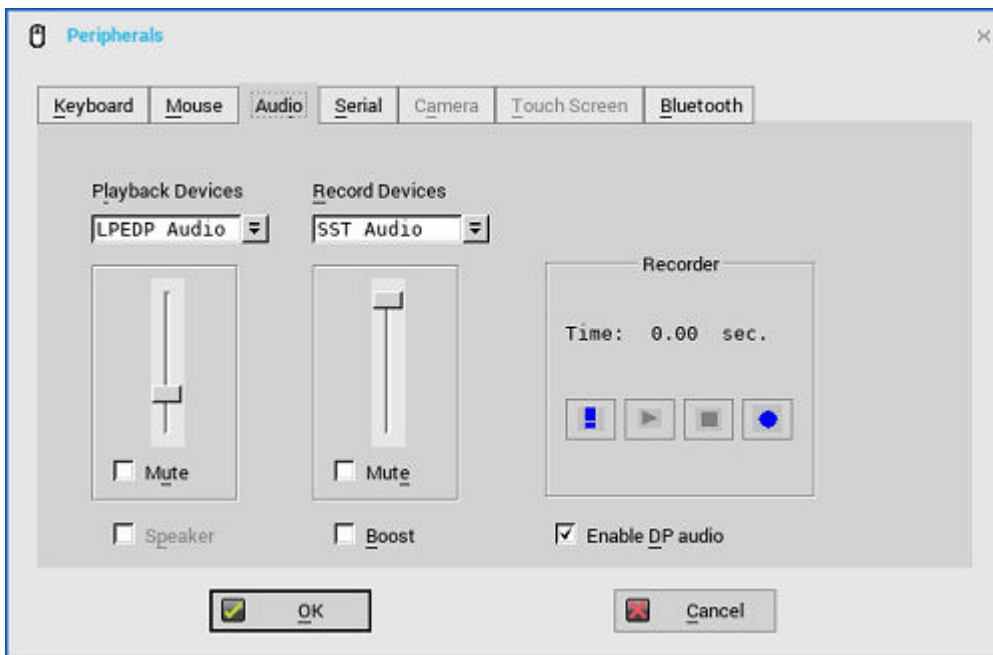 Peripherals
Keyboard Mouse Audio Serial Camera Touch Screen Bluetooth
Playback Devices Record Devices
LPEDP Audio SST Audio
Recorder
Time: 0.00 sec.
Mute Mute
Speaker Boost Enable DP audio
OK Cancel